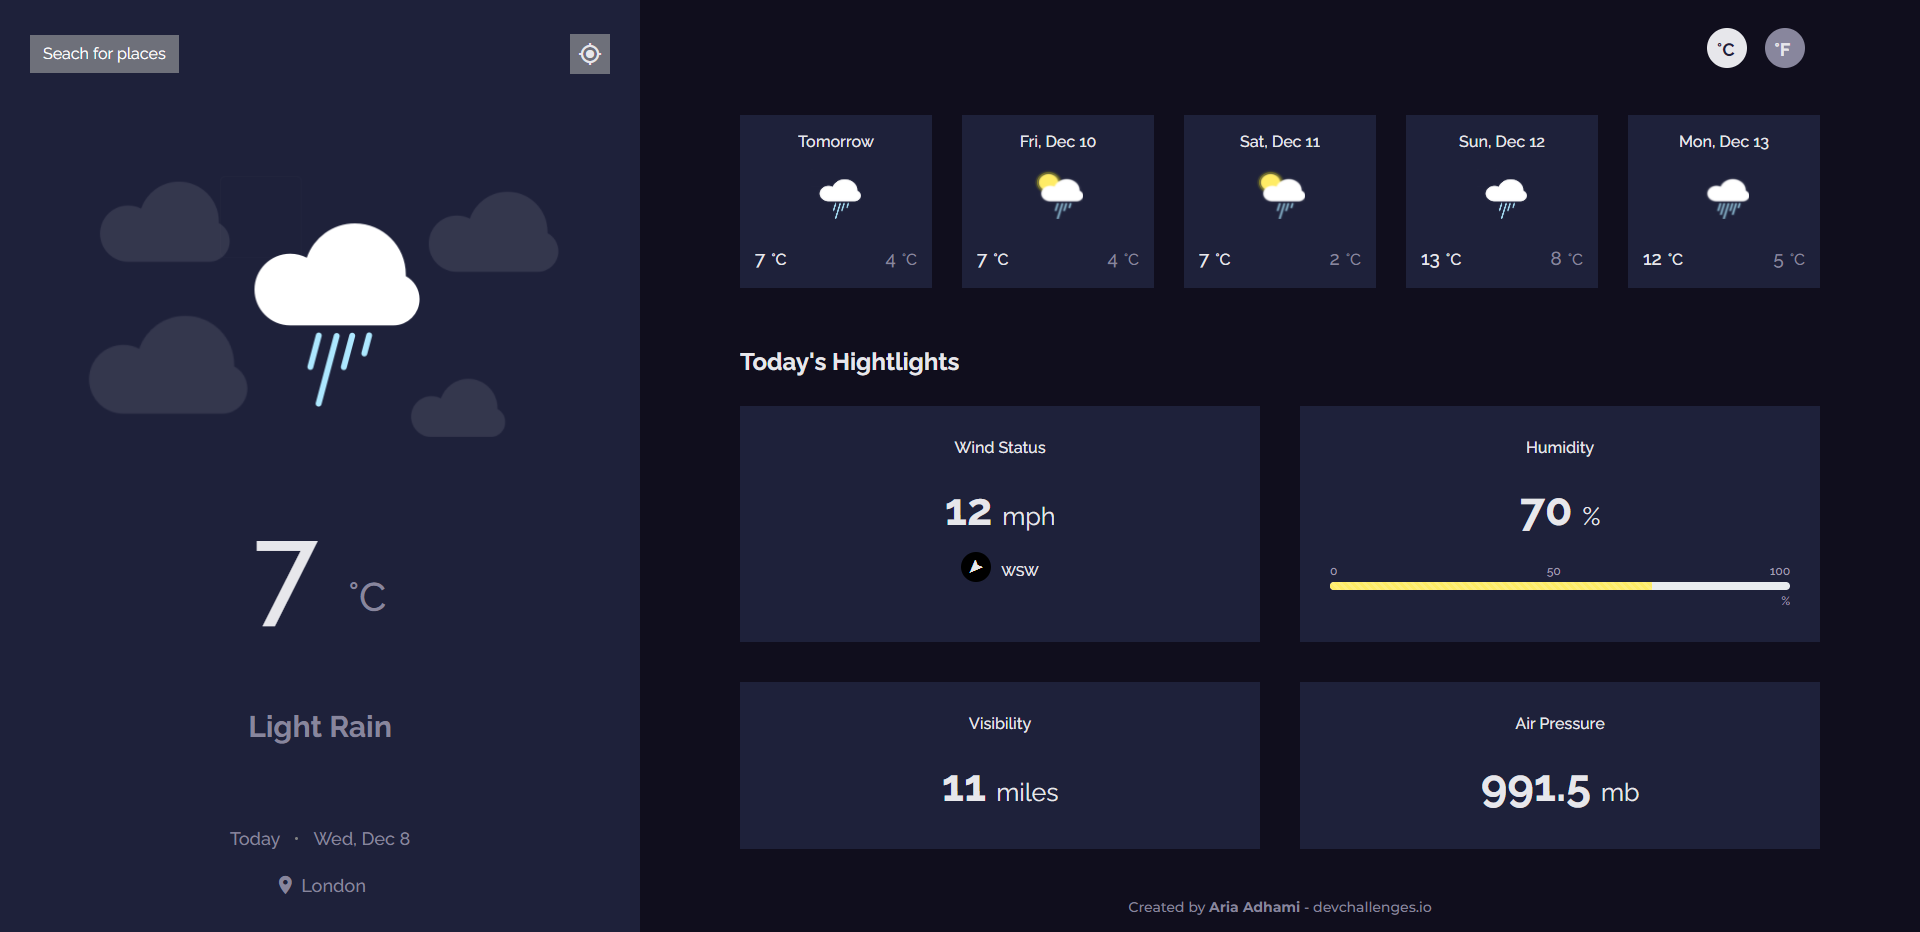 Seach for places
7 °C
Light Rain
Today • Wed, Dec 8
London
°C °F
Tomorrow
7 °C 4 °C
Fri, Dec 10
7 °C 4 °C
Sat, Dec 11
7 °C 2 °C
Sun, Dec 12
13 °C 8 °C
Mon, Dec 13
12 °C 5 °C
Today's Hightlights
Wind Status
12 mph
WSW
Humidity
70 %
0 50 100
%
Visibility
11 miles
Air Pressure
991.5 mb
Created by Aria Adhami - devchallenges.io